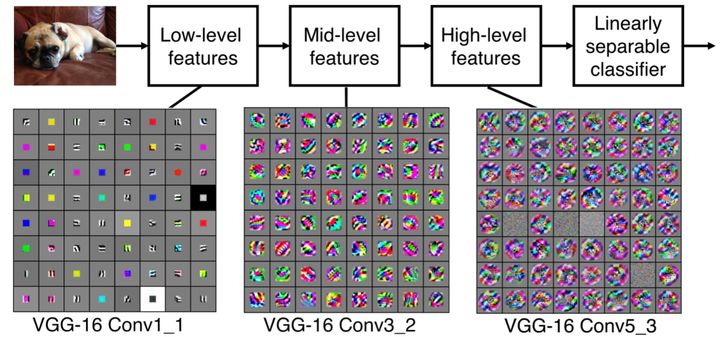 Low-level
features
Mid-level
features
High-level
features
Linearly
separable
classifier
VGG-16 Conv1_1
VGG-16 Conv3_2
VGG-16 Conv5_3